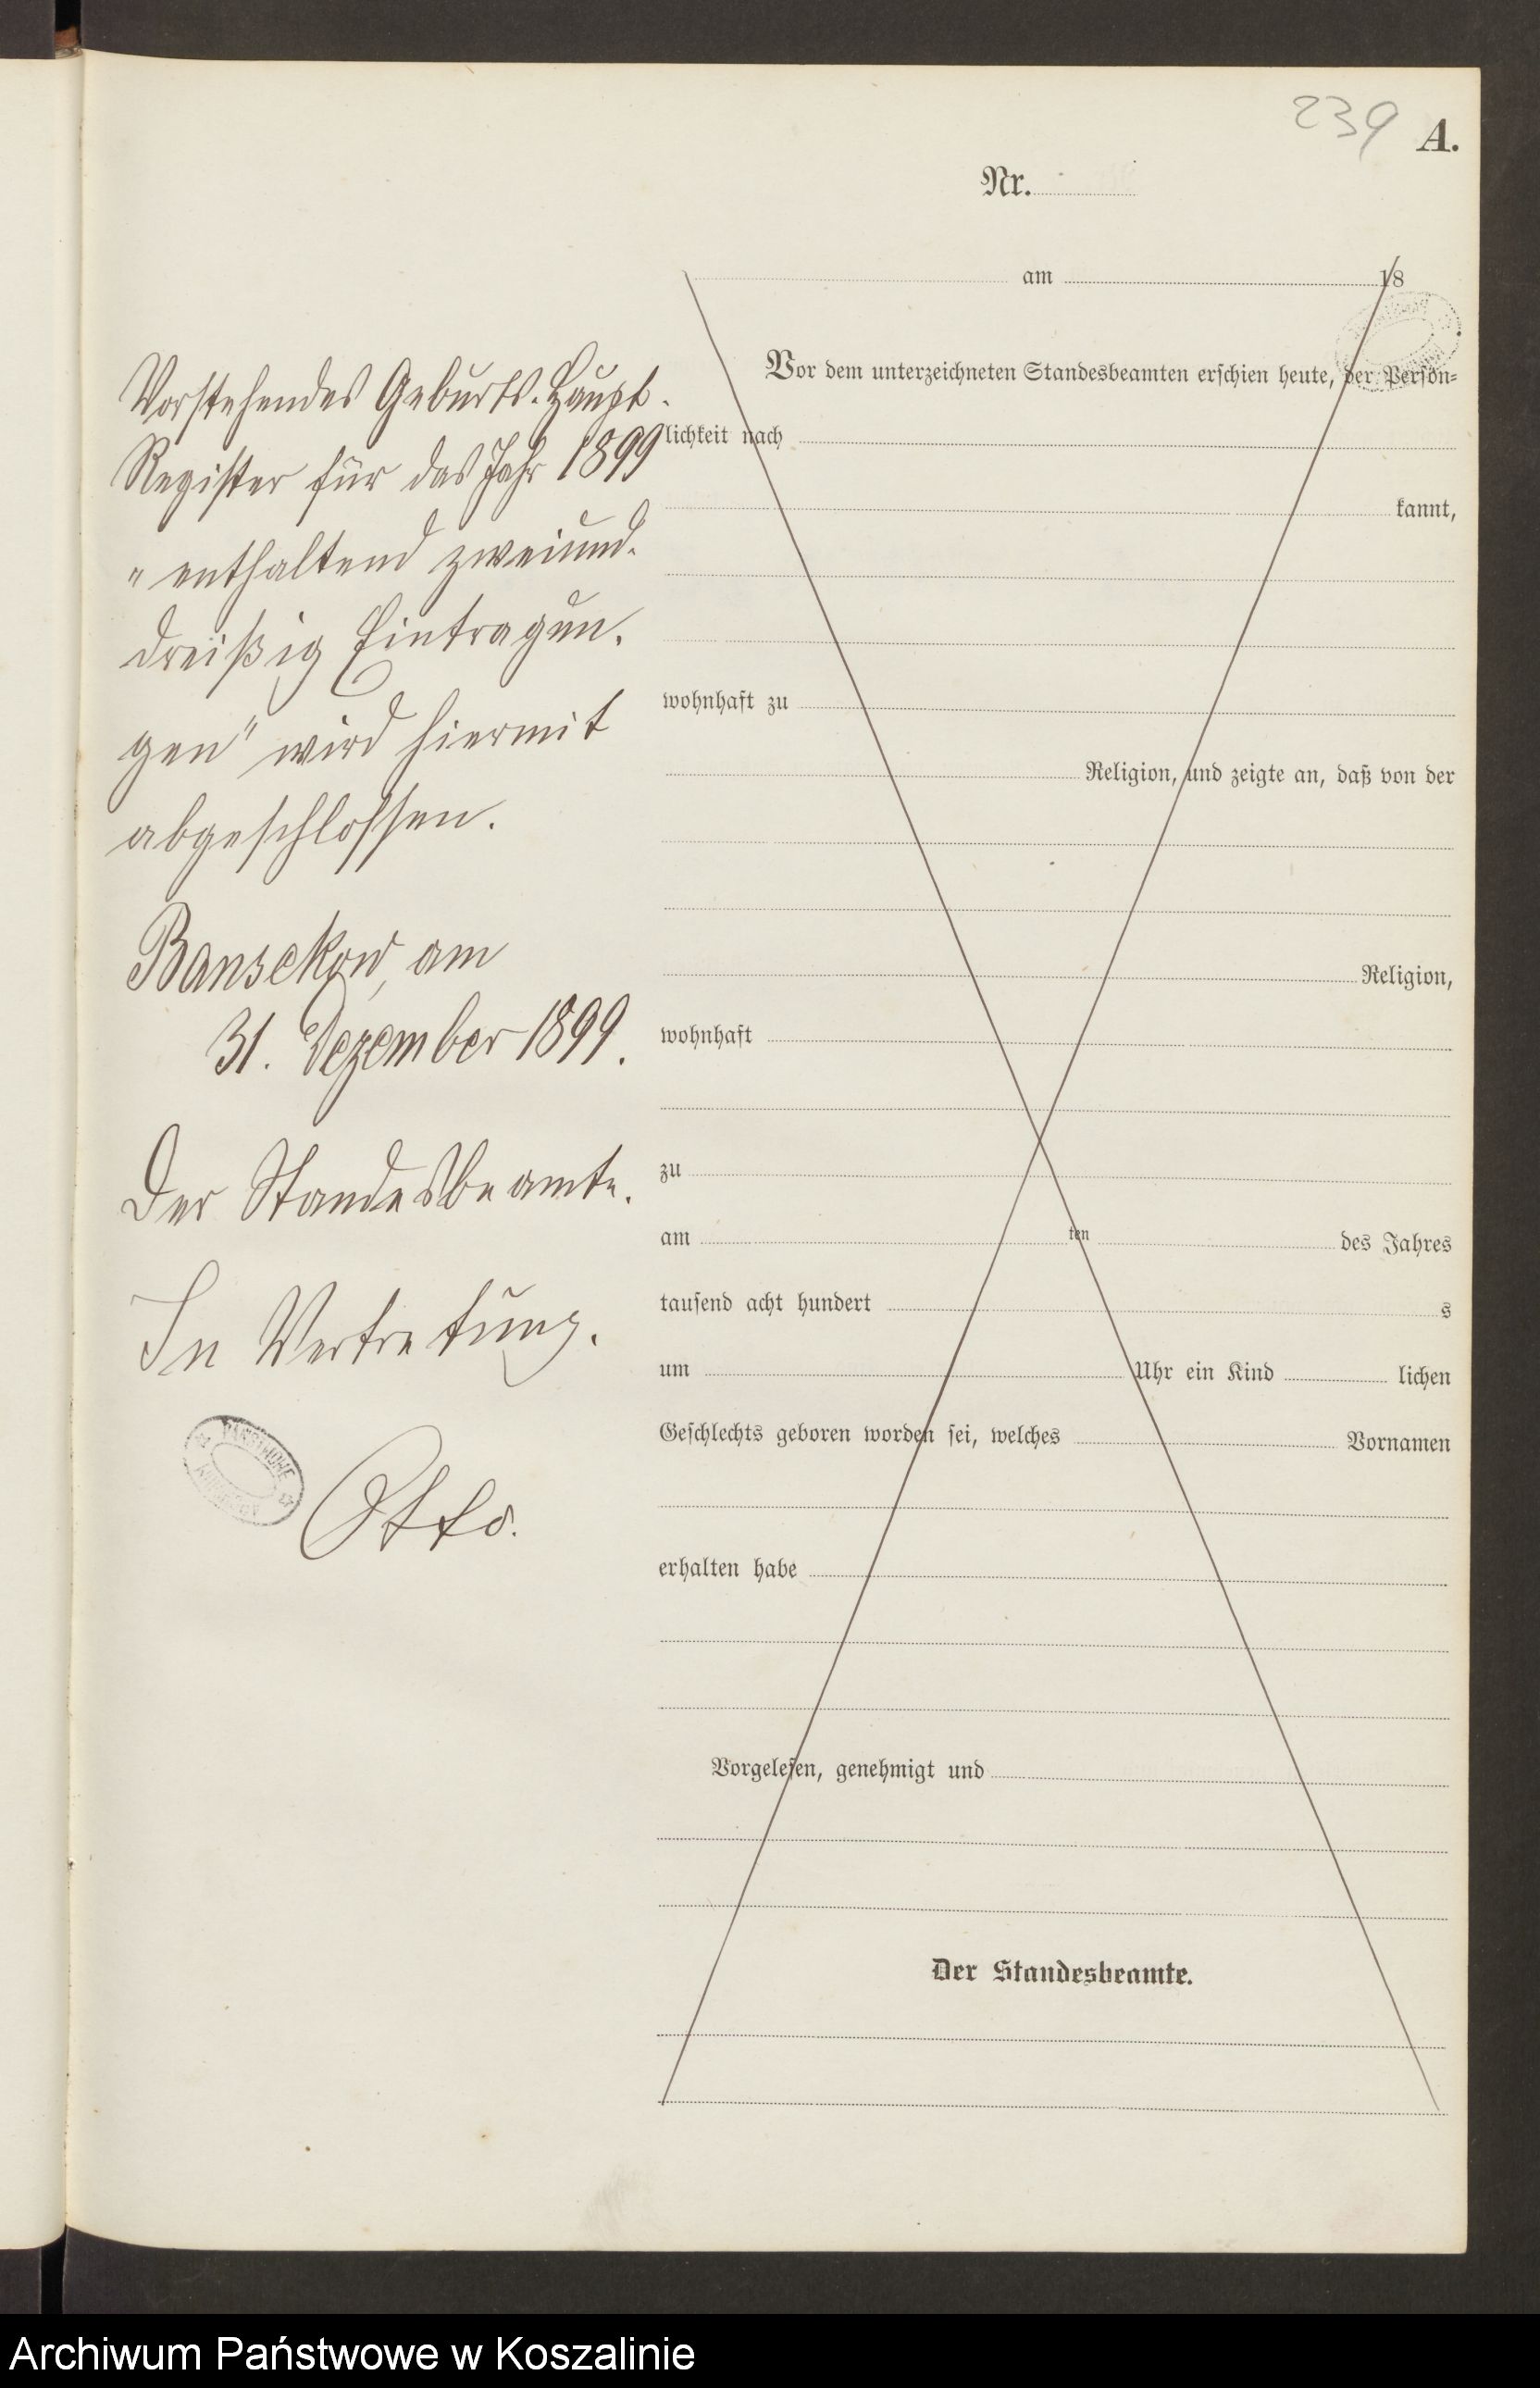 239
A.
Nr.
am 18
Vorstehendes Geburts-Haupt-
Register für das Jahr 1899
„enthaltend zweiund-
dreißig Eintragun-
gen" wird hiermit
abgeschlossen.
Bansekow, am
31. Dezember 1899.
Der Standesbeamte.
In Vertretung.
Otto.
PAŃSTWOWE
Vor dem unterzeichneten Standesbeamten erschien heute, der Persön-
lichkeit nach
kannt,
wohnhaft zu
Religion, und zeigte an, daß von der
Religion,
wohnhaft
zu
am ten des Jahres
tausend acht hundert s
um Uhr ein Kind lichen
Geschlechts geboren worden sei, welches Vornamen
erhalten habe
Vorgelesen, genehmigt und
Der Standesbeamte.
Archiwum Państwowe w Koszalinie